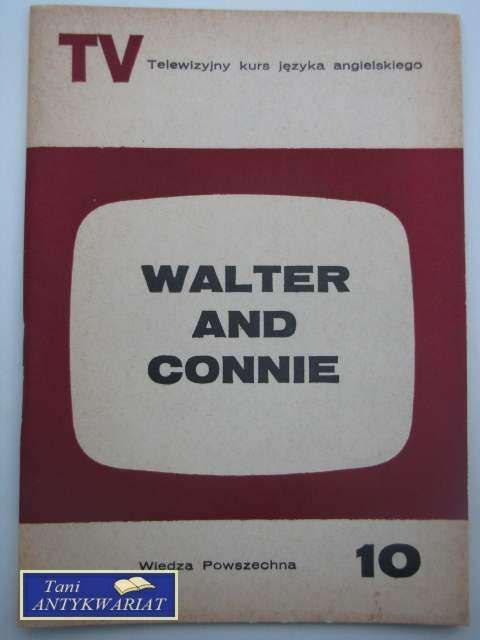 TV Telewizyjny kurs języka angielskiego
WALTER
AND
CONNIE
Wiedza Powszechna 10
Tani
ANTYKWARIAT